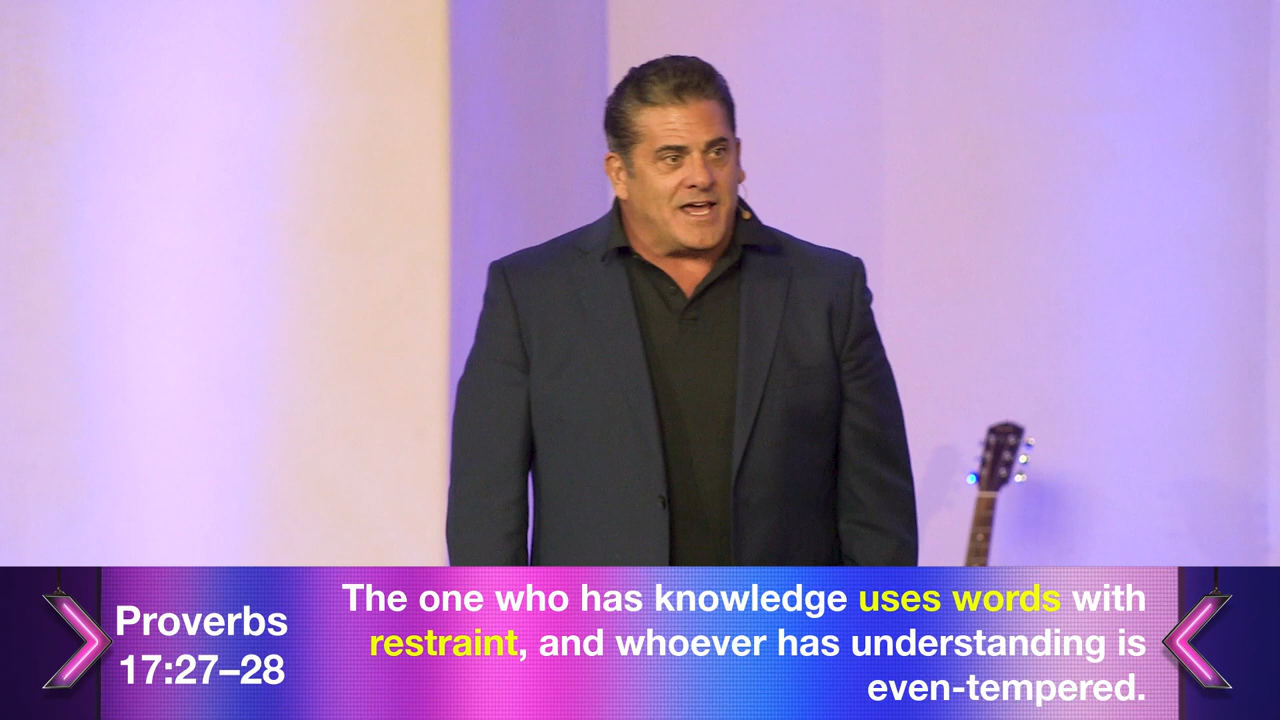 Proverbs
17:27–28
The one who has knowledge uses words with
restraint, and whoever has understanding is
even-tempered.